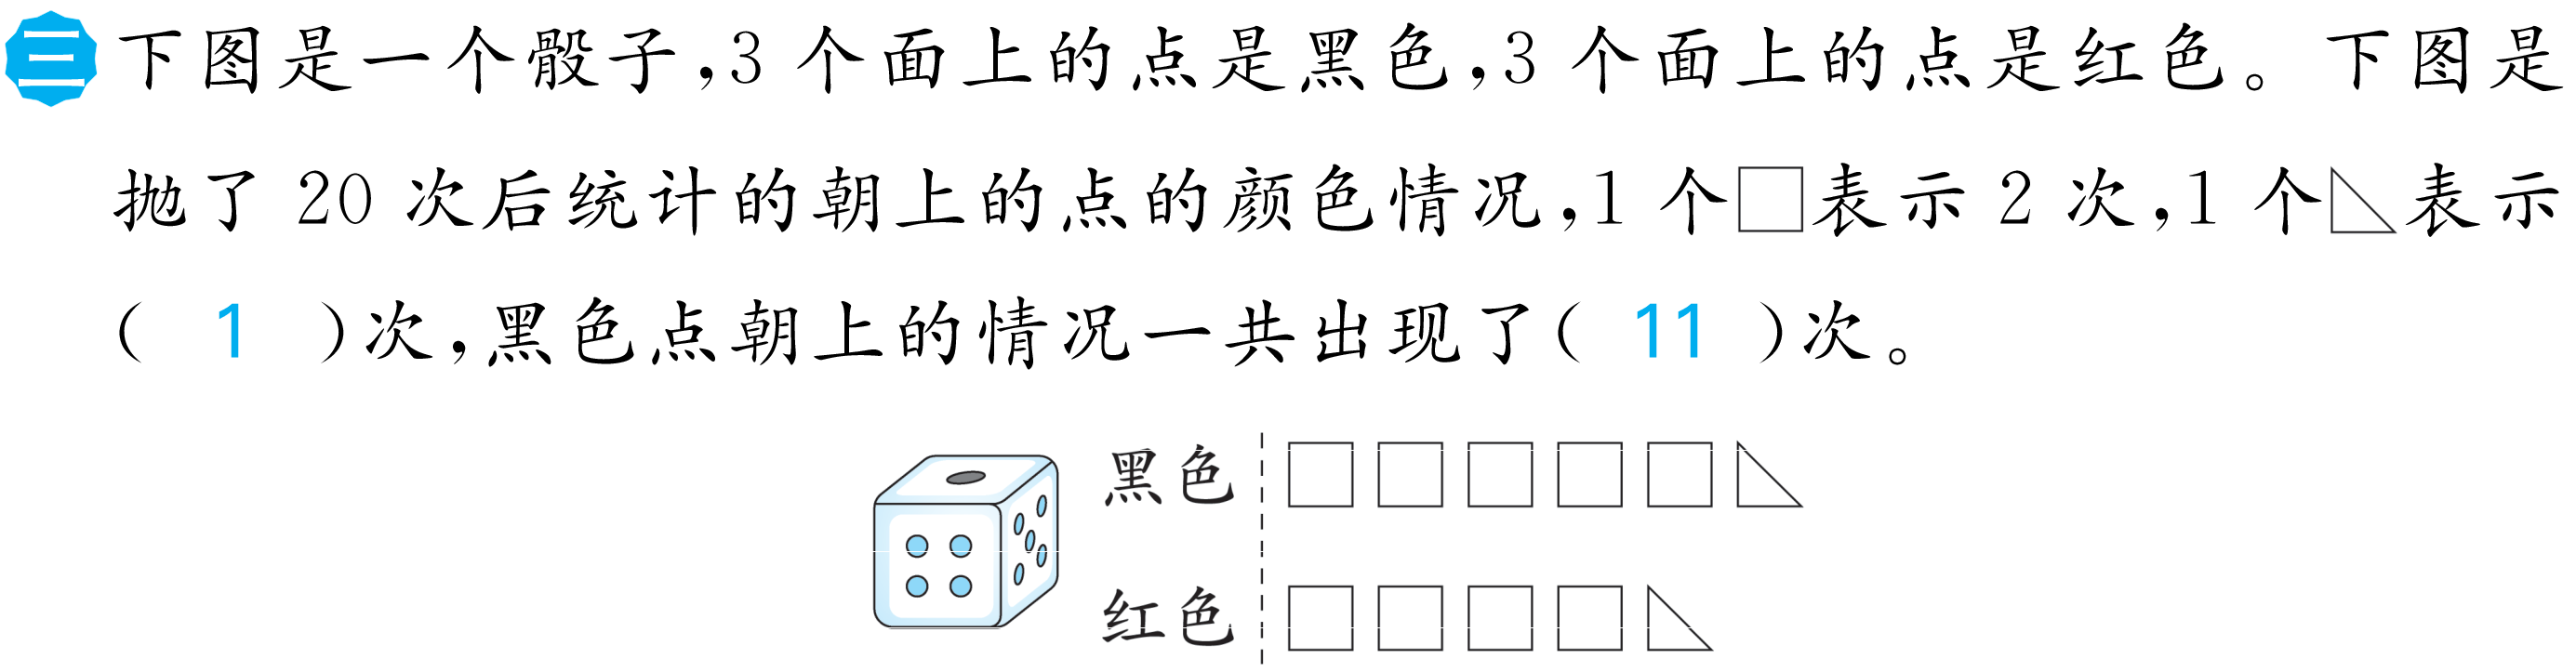 三 下图是一个骰子,3 个面上的点是黑色,3 个面上的点是红色。下图是
抛了 20 次后统计的朝上的点的颜色情况,1 个□表示 2 次,1 个◺表示
( 1 )次,黑色点朝上的情况一共出现了( 11 )次。
黑色
红色